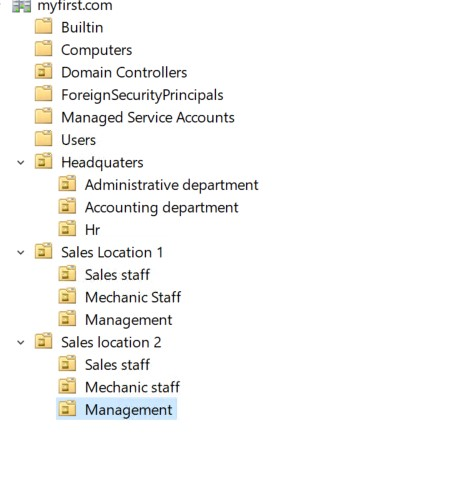 myfirst.com
Builtin
Computers
Domain Controllers
ForeignSecurityPrincipals
Managed Service Accounts
Users
Headquaters
Administrative department
Accounting department
Hr
Sales Location 1
Sales staff
Mechanic Staff
Management
Sales location 2
Sales staff
Mechanic staff
Management